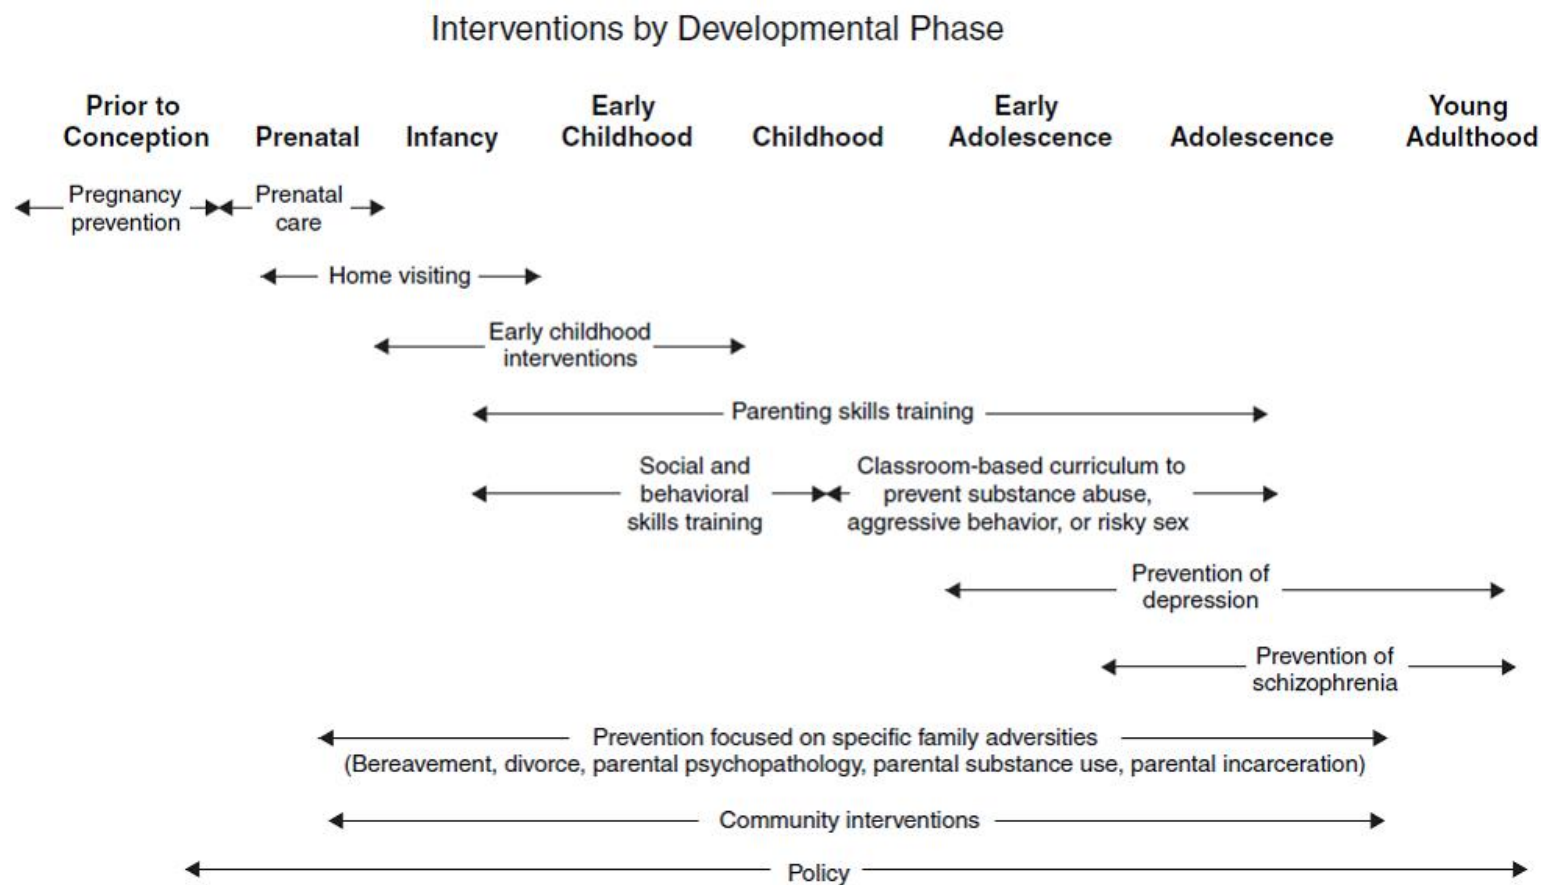 Interventions by Developmental Phase
Prior to
Conception
Prenatal
Infancy
Early
Childhood
Childhood
Early
Adolescence
Adolescence
Young
Adulthood
Pregnancy
prevention
Prenatal
care
Home visiting
Early childhood
interventions
Parenting skills training
Social and
behavioral
skills training
Classroom-based curriculum to
prevent substance abuse,
aggressive behavior, or risky sex
Prevention of
depression
Prevention of
schizophrenia
Prevention focused on specific family adversities
(Bereavement, divorce, parental psychopathology, parental substance use, parental incarceration)
Community interventions
Policy